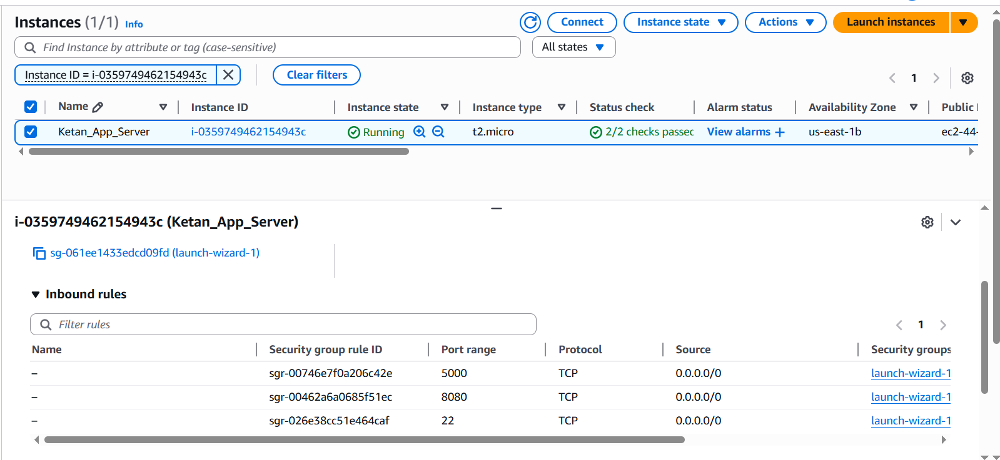 Instances (1/1) Info
Connect
Instance state
Actions
Launch instances
Find Instance by attribute or tag (case-sensitive)
All states
Instance ID = i-0359749462154943c
Clear filters
1
Name Instance ID Instance state Instance type Status check Alarm status Availability Zone Public
Ketan_App_Server i-0359749462154943c Running t2.micro 2/2 checks passed View alarms + us-east-1b ec2-44-
i-0359749462154943c (Ketan_App_Server)
sg-061ee1433edcd09fd (launch-wizard-1)
Inbound rules
Filter rules
1
Name Security group rule ID Port range Protocol Source Security groups
– sgr-00746e7f0a206c42e 5000 TCP 0.0.0.0/0 launch-wizard-1
– sgr-00462a6a0685f51ec 8080 TCP 0.0.0.0/0 launch-wizard-1
– sgr-026e38cc51e464caf 22 TCP 0.0.0.0/0 launch-wizard-1